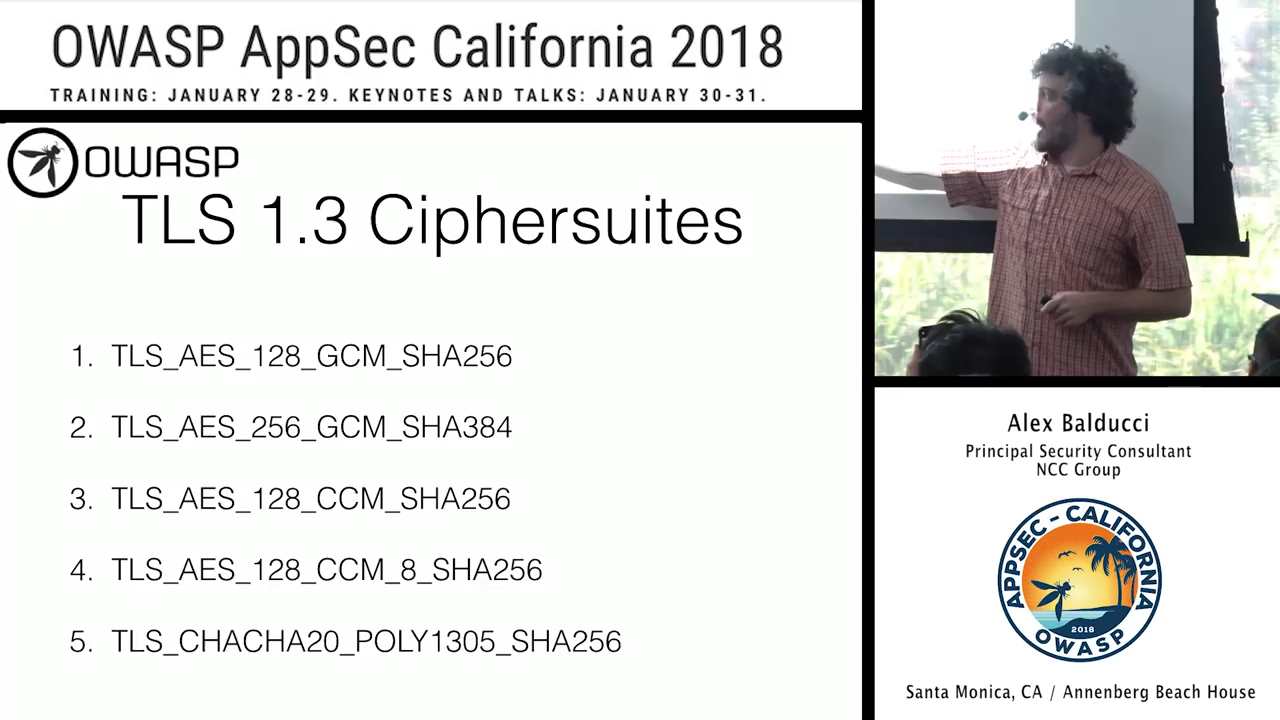 OWASP AppSec California 2018
TRAINING: JANUARY 28-29. KEYNOTES AND TALKS: JANUARY 30-31.
OWASP
TLS 1.3 Ciphersuites
1. TLS_AES_128_GCM_SHA256
2. TLS_AES_256_GCM_SHA384
3. TLS_AES_128_CCM_SHA256
4. TLS_AES_128_CCM_8_SHA256
5. TLS_CHACHA20_POLY1305_SHA256
Alex Balducci
Principal Security Consultant
NCC Group
APPSEC - CALIFORNIA
2018
OWASP
Santa Monica, CA / Annenberg Beach House